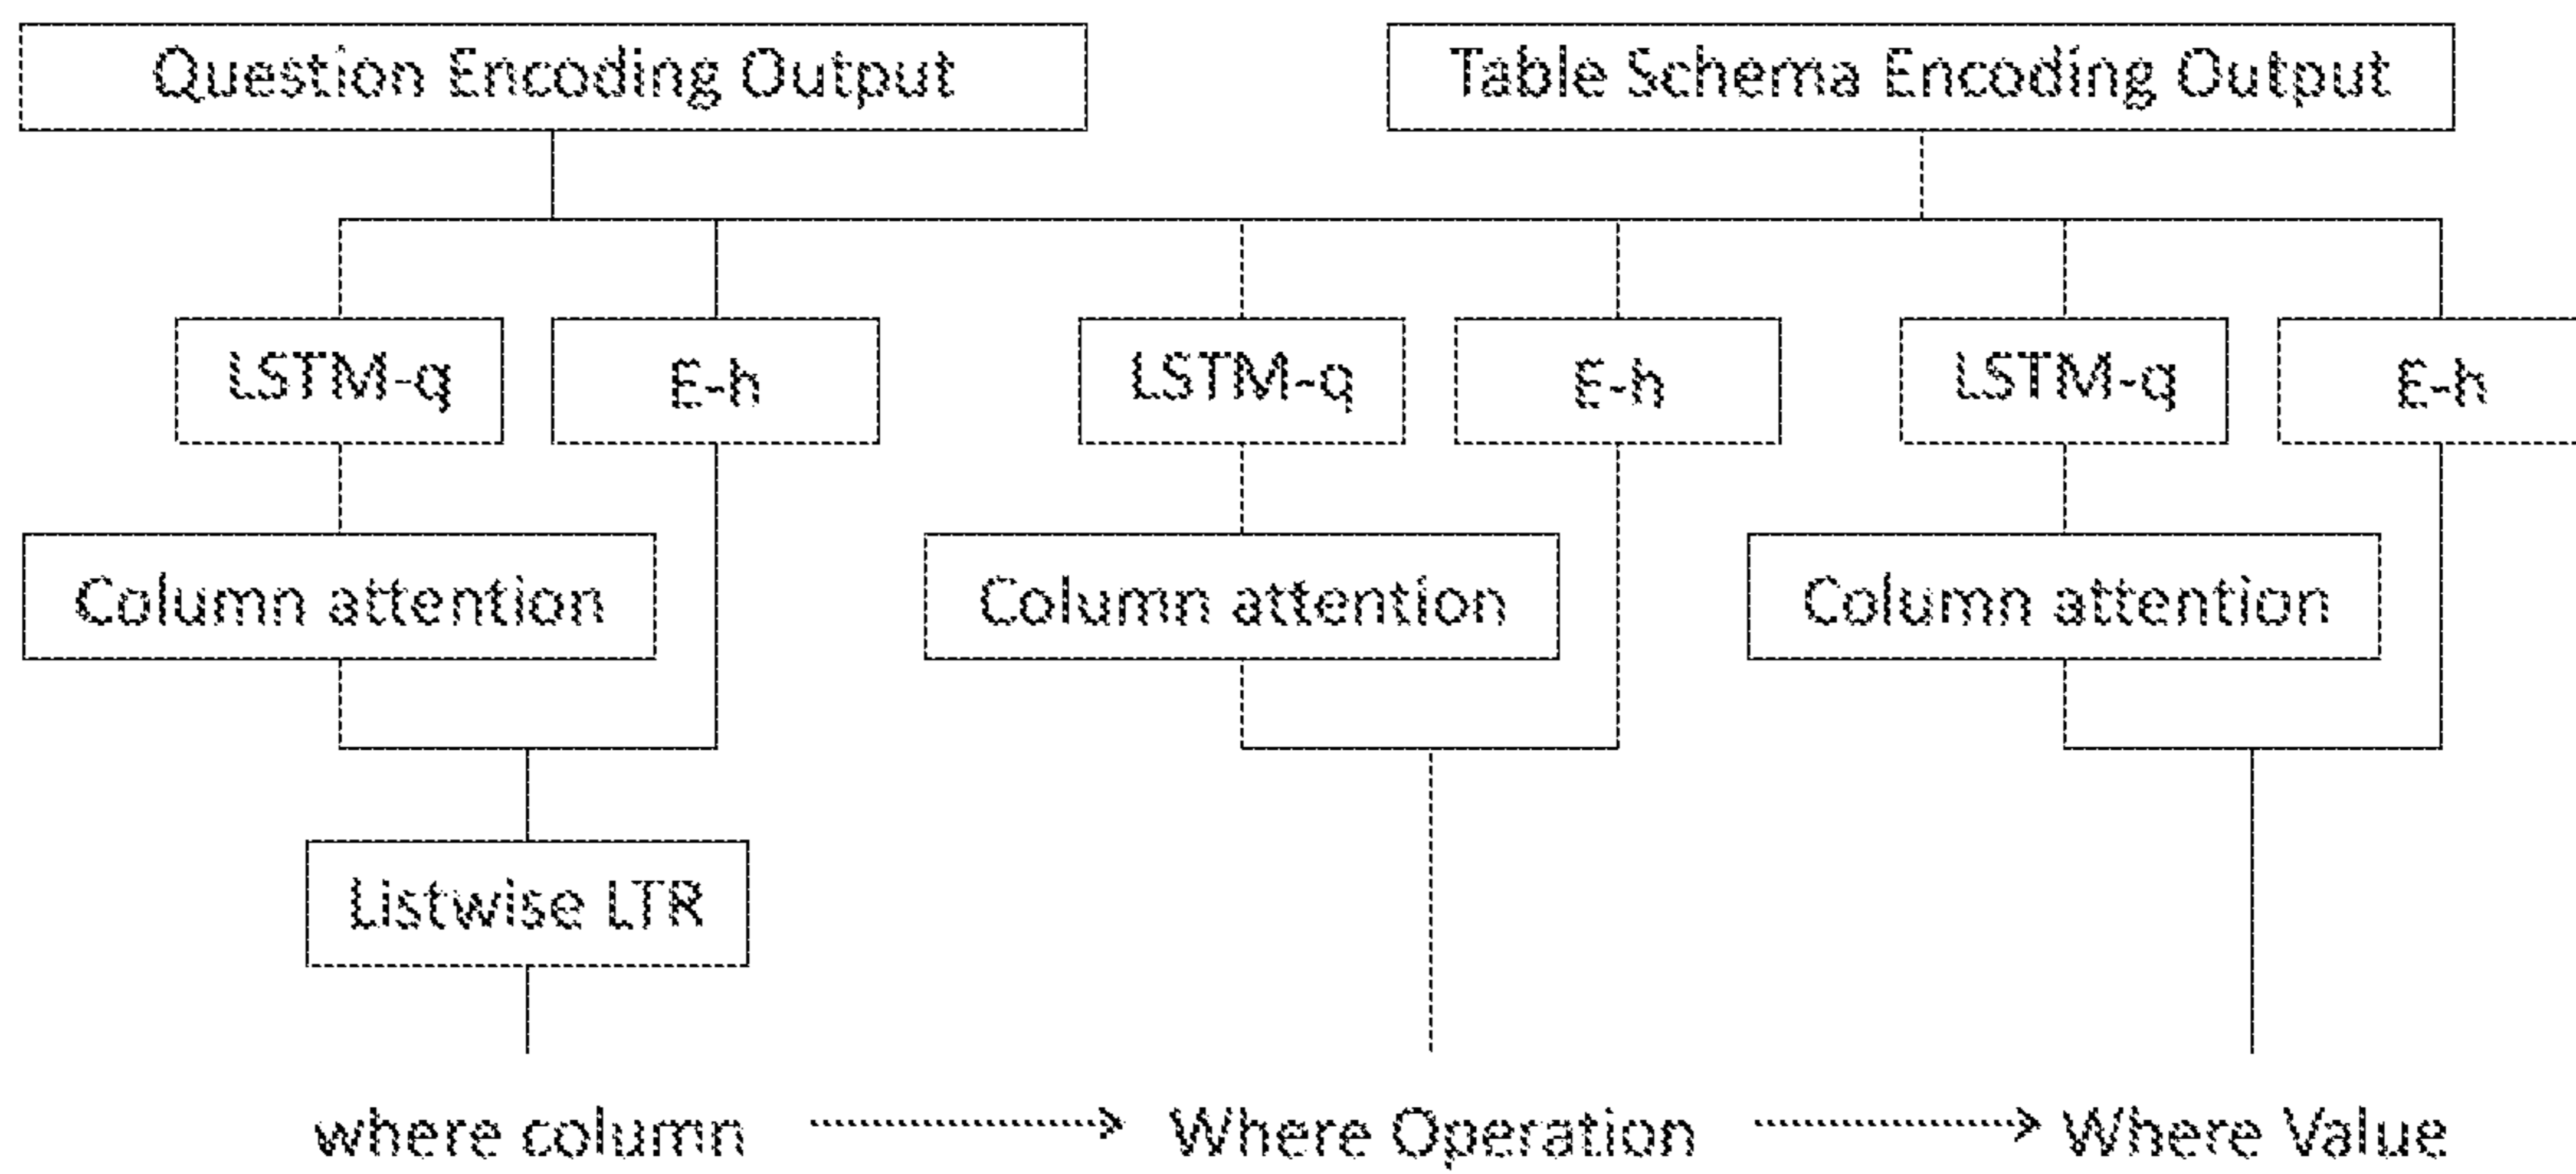 Question Encoding Output
Table Schema Encoding Output
LSTM-q
E-h
LSTM-q
E-h
LSTM-q
E-h
Column attention
Column attention
Column attention
Listwise LTR
where column
Where Operation
Where Value